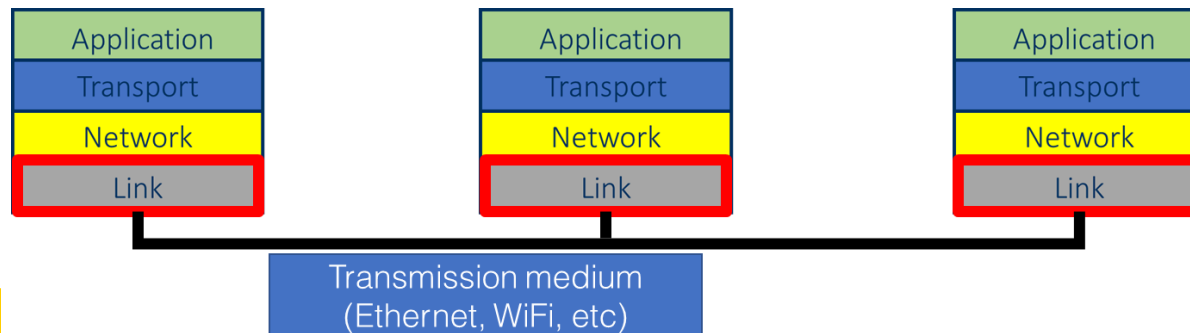 Application
Transport
Network
Link
Application
Transport
Network
Link
Application
Transport
Network
Link
Transmission medium
(Ethernet, WiFi, etc)